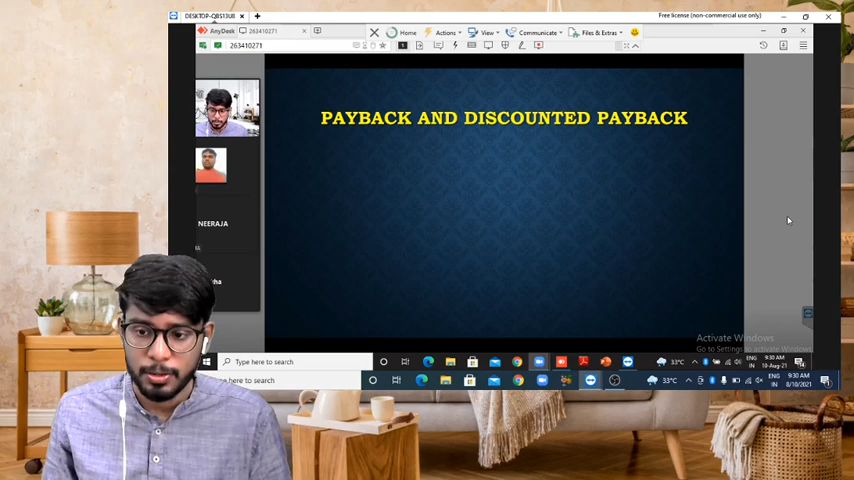 DESKTOP-QBS13U8
Free license (non-commercial use only)
AnyDesk
263410271
Home
Actions
View
Communicate
Files & Extras
263410271
1
PAYBACK AND DISCOUNTED PAYBACK
NEERAJA
Activate Windows
Go to Settings to activate Windows.
Type here to search
33°C
ENG
IN
9:30 AM
10-Aug-21
here to search
33°C
ENG
IN
9:30 AM
8/10/2021